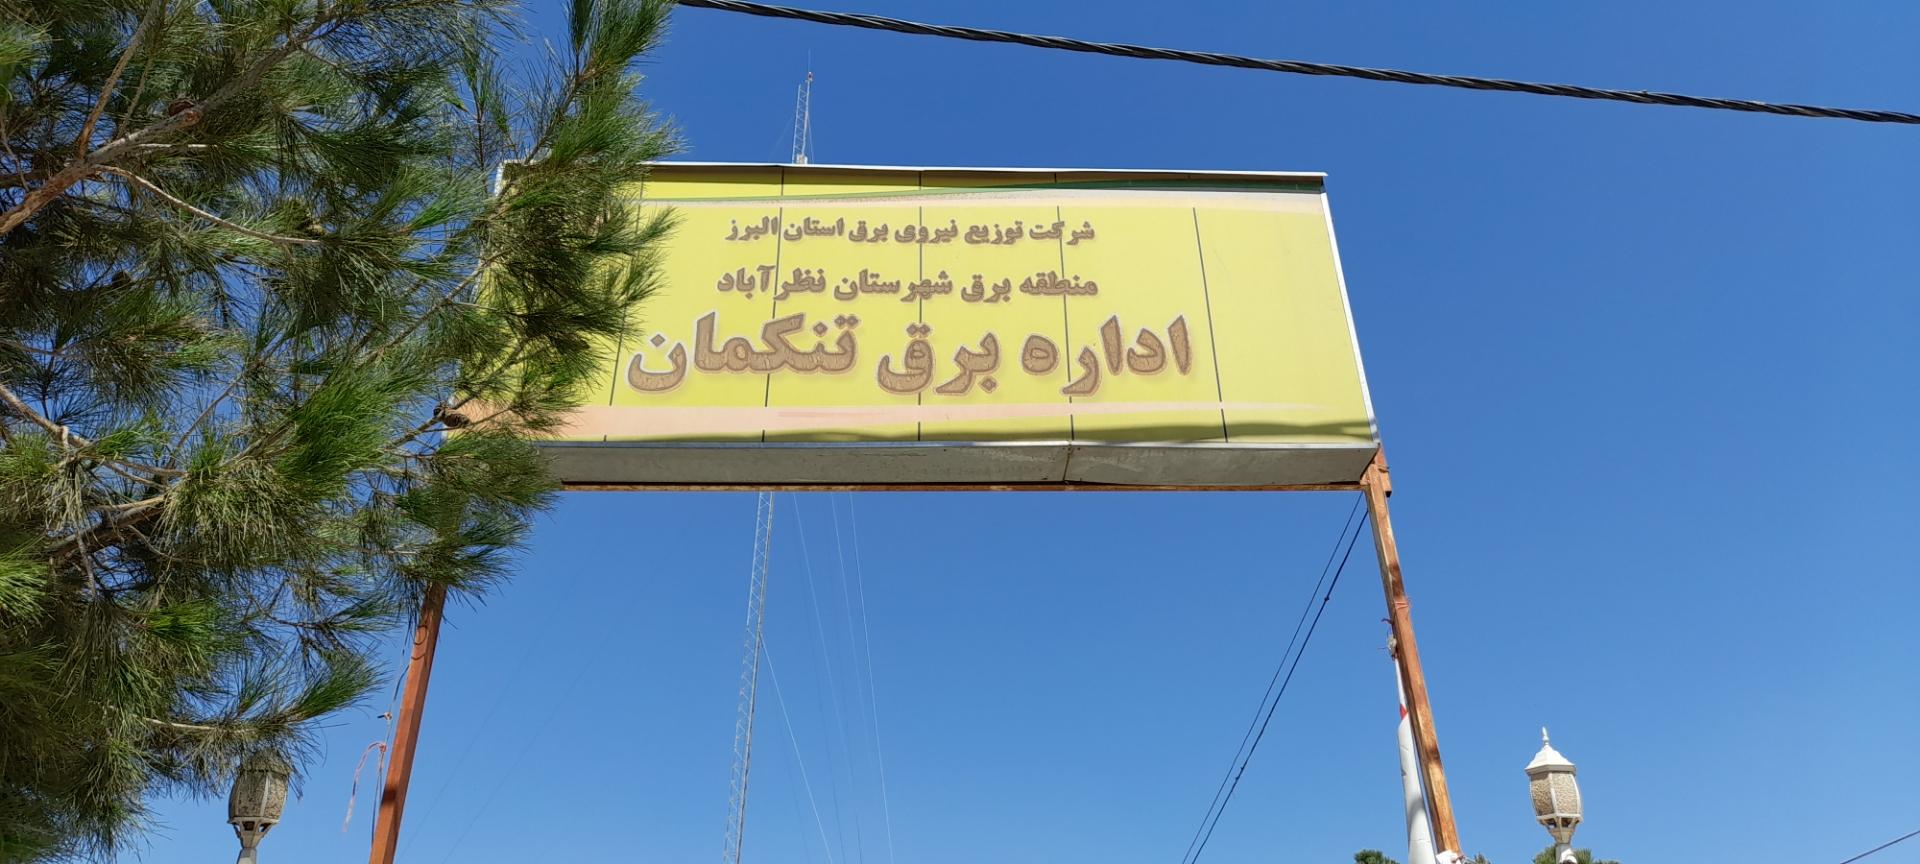 شرکت توزیع نیروی برق استان البرز
منطقه برق شهرستان نظرآباد
اداره برق تنکمان